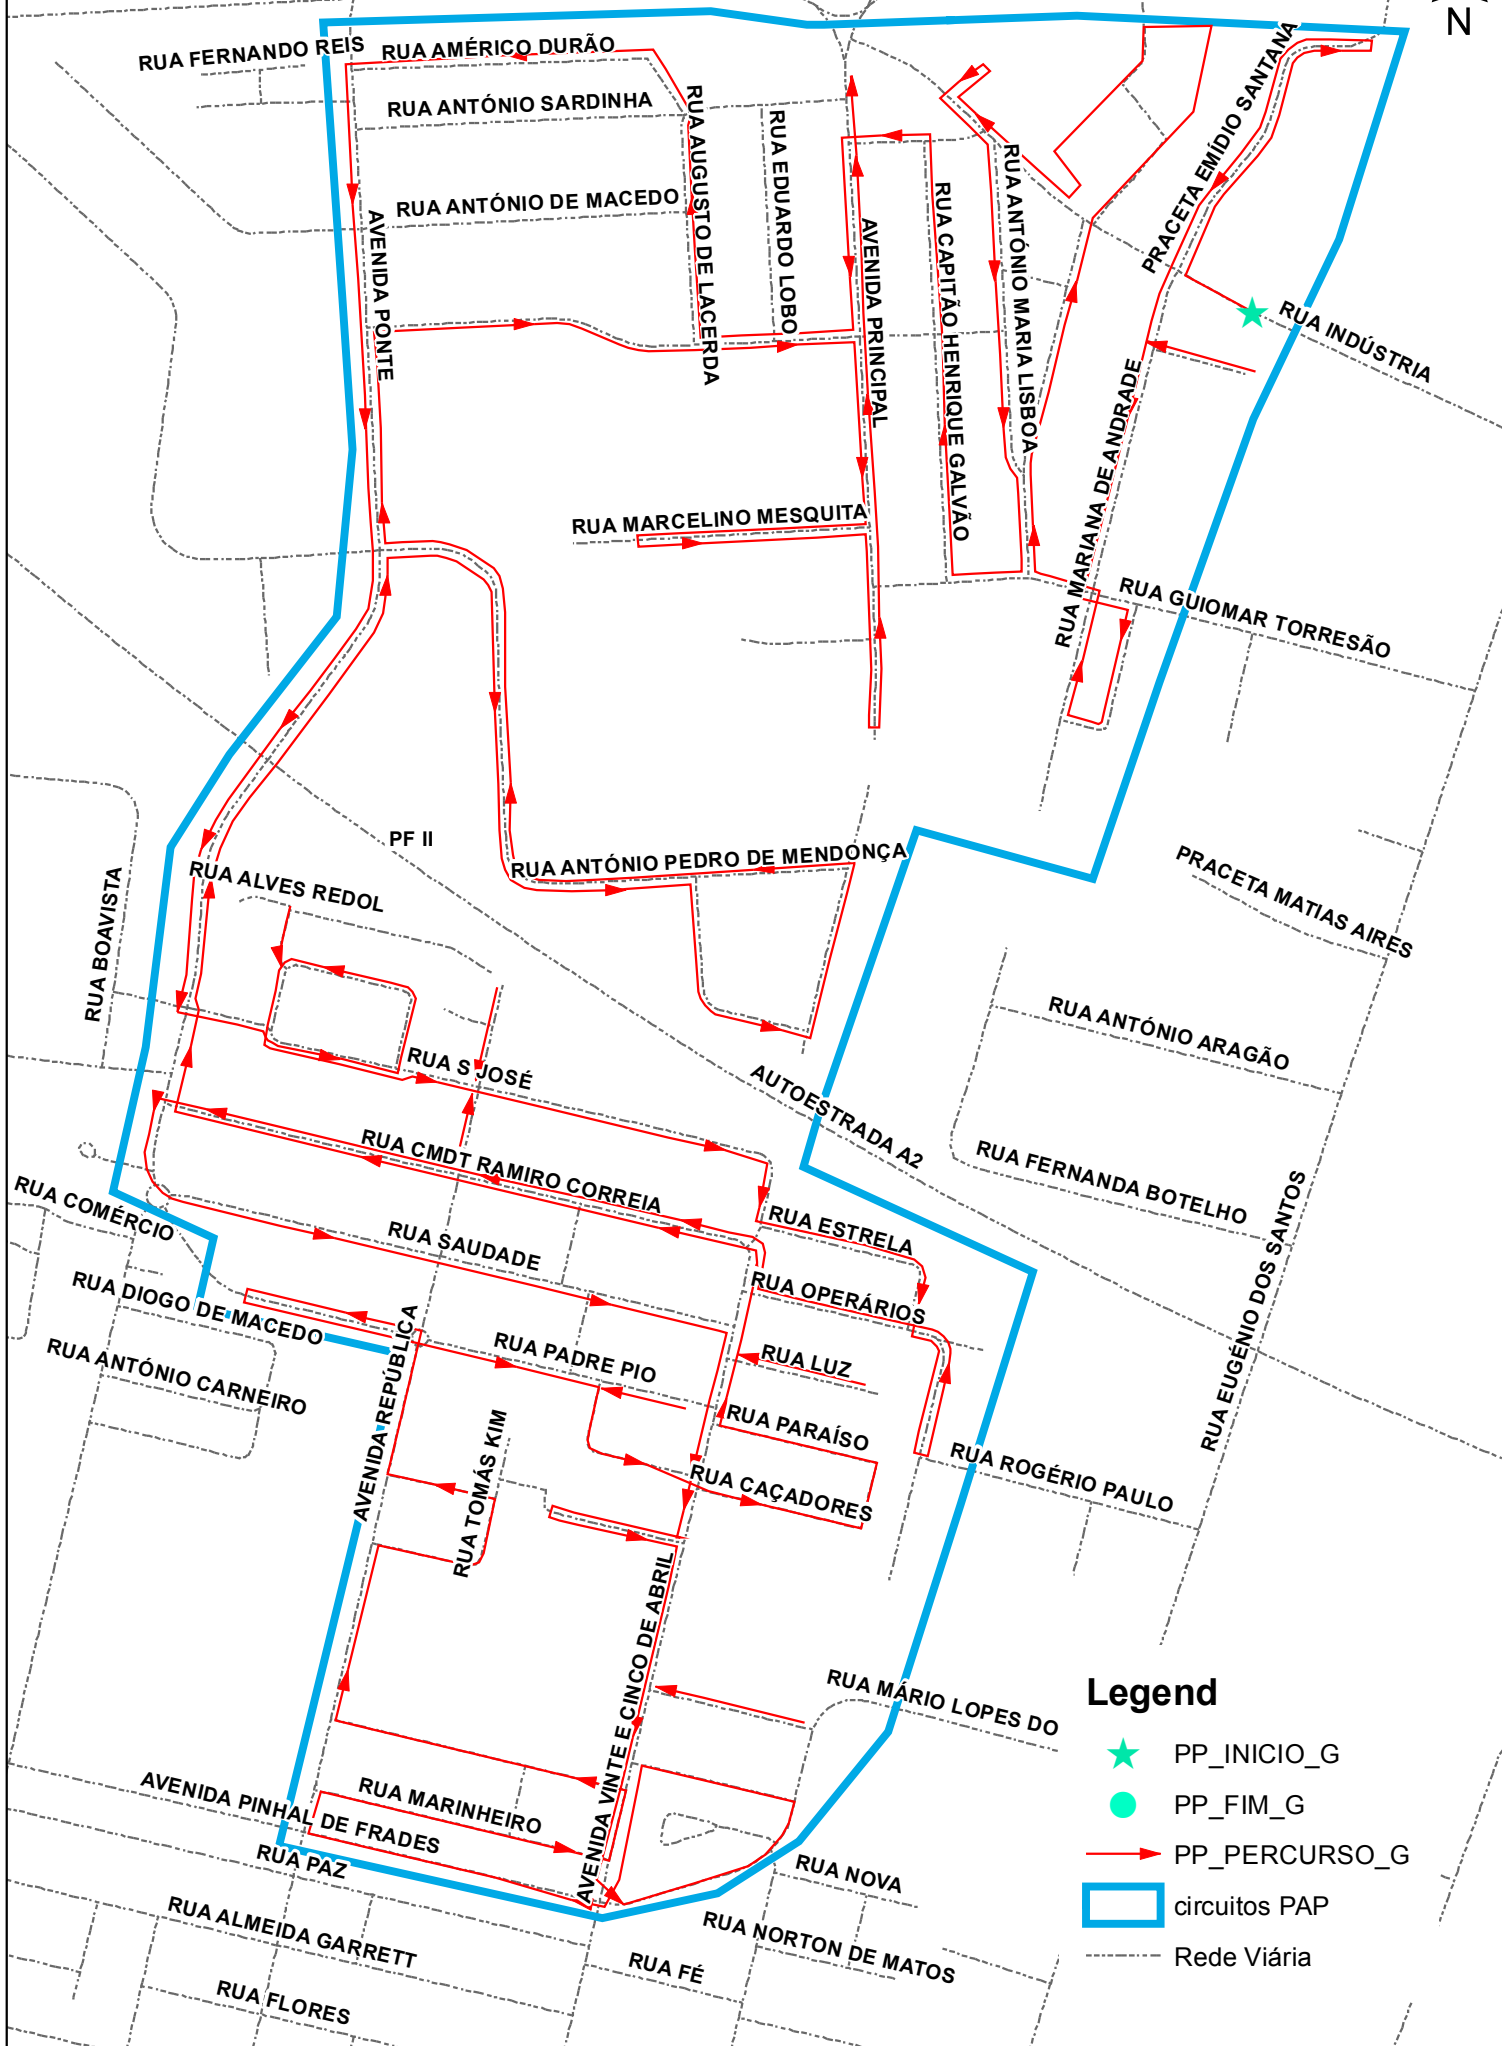 N
RUA FERNANDO REIS
RUA AMÉRICO DURÃO
RUA ANTÓNIO SARDINHA
RUA AUGUSTO DE LACERDA
RUA EDUARDO LOBO
RUA ANTÓNIO DE MACEDO
AVENIDA PONTE
AVENIDA PRINCIPAL
RUA CAPITÃO HENRIQUE GALVÃO
RUA ANTÓNIO MARIA LISBOA
PRACETA EMÍDIO SANTANA
RUA INDÚSTRIA
RUA MARIANA DE ANDRADE
RUA MARCELINO MESQUITA
RUA GUIOMAR TORRESÃO
PF II
RUA ANTÓNIO PEDRO DE MENDONÇA
PRACETA MATIAS AIRES
RUA ALVES REDOL
RUA BOAVISTA
RUA ANTÓNIO ARAGÃO
RUA S JOSÉ
AUTOESTRADA A2
RUA CMDT RAMIRO CORREIA
RUA FERNANDA BOTELHO
RUA COMÉRCIO
RUA SAUDADE
RUA ESTRELA
RUA EUGÉNIO DOS SANTOS
RUA DIOGO DE MACEDO
RUA OPERÁRIOS
RUA ANTÓNIO CARNEIRO
AVENIDA REPÚBLICA
RUA PADRE PIO
RUA LUZ
RUA PARAÍSO
RUA TOMÁS KIM
RUA CAÇADORES
RUA ROGÉRIO PAULO
AVENIDA VINTE E CINCO DE ABRIL
RUA MÁRIO LOPES DO
Legend
PP_INICIO_G
PP_FIM_G
PP_PERCURSO_G
circuitos PAP
Rede Viária
AVENIDA PINHAL DE FRADES
RUA MARINHEIRO
RUA PAZ
RUA NOVA
RUA ALMEIDA GARRETT
RUA NORTON DE MATOS
RUA FÉ
RUA FLORES